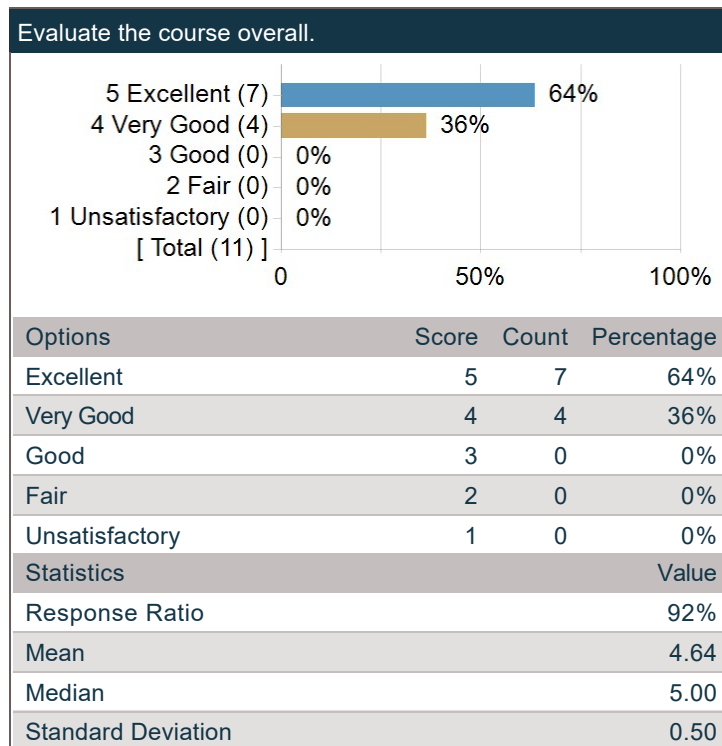 Evaluate the course overall.
5 Excellent (7) 64%
4 Very Good (4) 36%
3 Good (0) 0%
2 Fair (0) 0%
1 Unsatisfactory (0) 0%
[ Total (11) ]
0 50% 100%
Options Score Count Percentage
Excellent 5 7 64%
Very Good 4 4 36%
Good 3 0 0%
Fair 2 0 0%
Unsatisfactory 1 0 0%
Statistics Value
Response Ratio 92%
Mean 4.64
Median 5.00
Standard Deviation 0.50